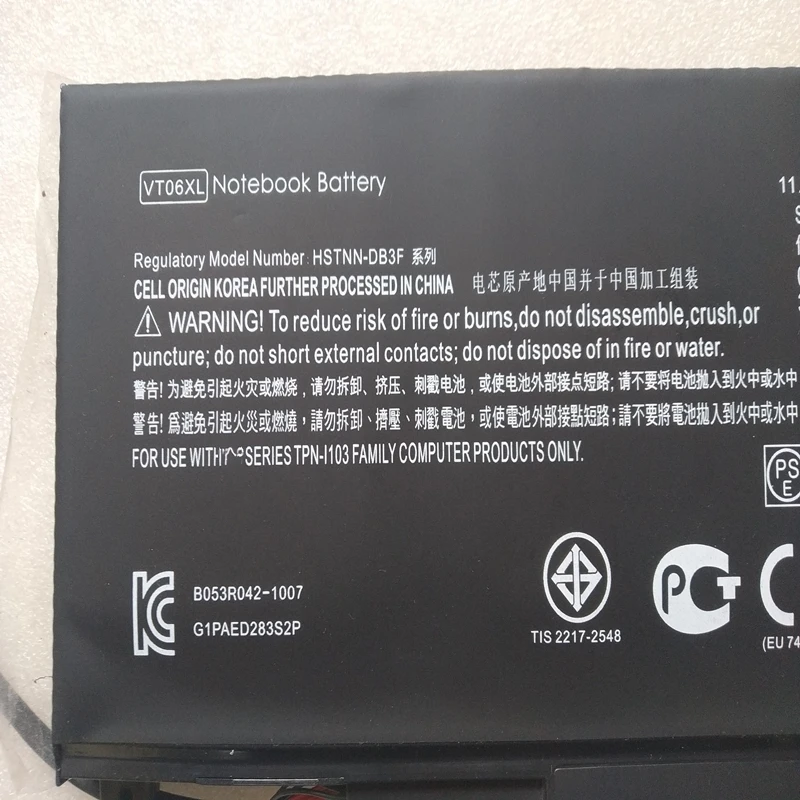 VT06XL Notebook Battery
11.
Regulatory Model Number: HSTNN-DB3F 系列
CELL ORIGIN KOREA FURTHER PROCESSED IN CHINA 电芯原产地中国并于中国加工组装
WARNING! To reduce risk of fire or burns,do not disassemble,crush,or
puncture; do not short external contacts; do not dispose of in fire or water.
警告! 为避免引起火灾或燃烧，请勿拆卸、挤压、刺戳电池，或使电池外部接点短路; 请不要将电池抛入到火中或水中
警告! 爲避免引起火災或燃燒，請勿拆卸、擠壓、刺戳電池，或使電池外部接點短路; 請不要將電池抛入到火中或水中
FOR USE WITH SERIES TPN-I103 FAMILY COMPUTER PRODUCTS ONLY.
PS
E
B053R042-1007
G1PAED283S2P
TIS 2217-2548
(EU 74